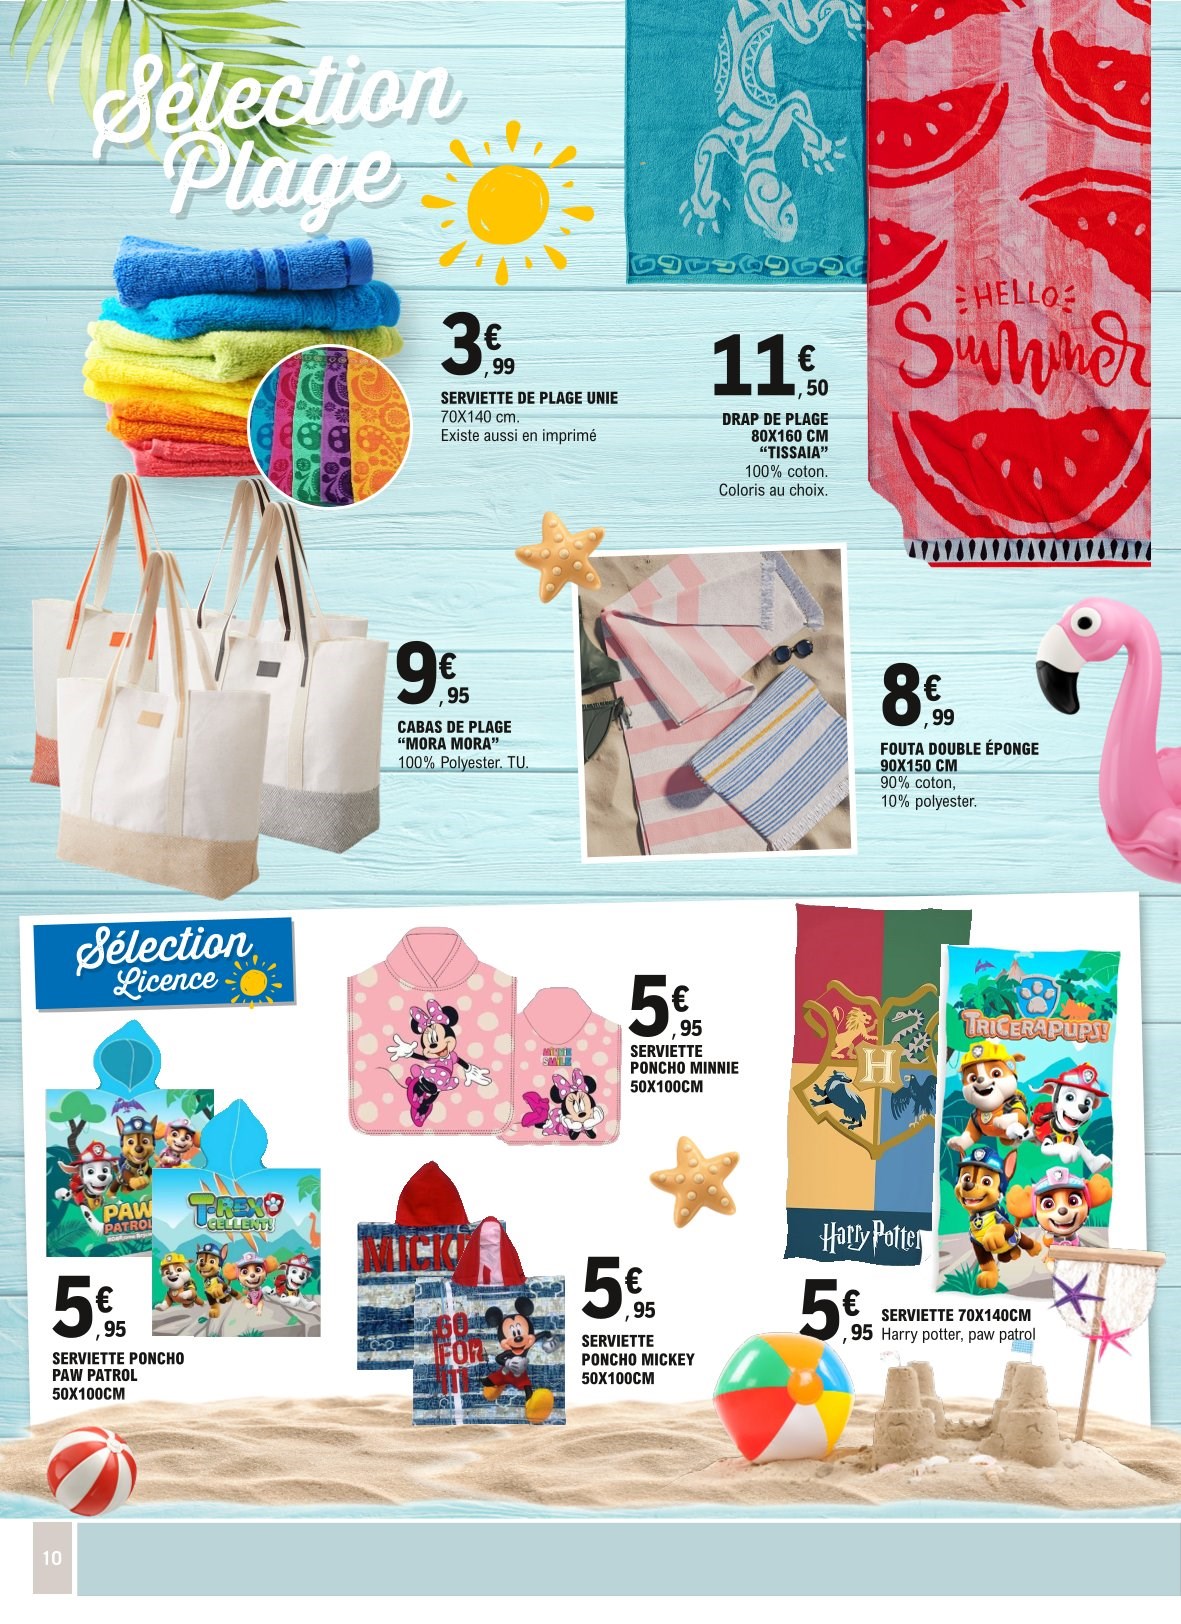 Sélection
Plage
3€,99
SERVIETTE DE PLAGE UNIE
70X140 cm.
Existe aussi en imprimé
11€,50
DRAP DE PLAGE
80X160 CM
“TISSAIA”
100% coton.
Coloris au choix.
HELLO
Summer
9€,95
CABAS DE PLAGE
“MORA MORA”
100% Polyester. TU.
8€,99
FOUTA DOUBLE ÉPONGE
90X150 CM
90% coton,
10% polyester.
Sélection
Licence
PAW
PATROL
T-REX
CELLENT!
5€,95
SERVIETTE PONCHO
PAW PATROL
50X100CM
MINNIE
SMILE
5€,95
SERVIETTE
PONCHO MINNIE
50X100CM
MICK
GO
FOR
IT!
5€,95
SERVIETTE
PONCHO MICKEY
50X100CM
H
Harry Potter
TRICERAPUPS!
5€,95
SERVIETTE 70X140CM
Harry potter, paw patrol
10